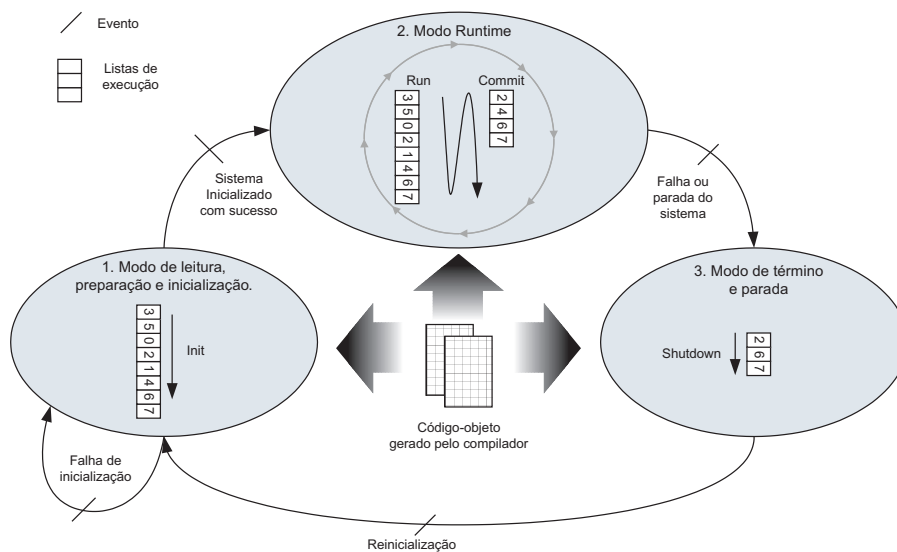 Evento
Listas de
execução
2. Modo Runtime
Run
Commit
3
5
0
2
1
4
6
7
2
4
6
7
Sistema
Inicializado
com sucesso
Falha ou
parada do
sistema
1. Modo de leitura,
preparação e inicialização.
3
5
0
2
1
4
6
7
Init
3. Modo de término
e parada
Shutdown
2
6
7
Código-objeto
gerado pelo compilador
Falha de
inicialização
Reinicialização